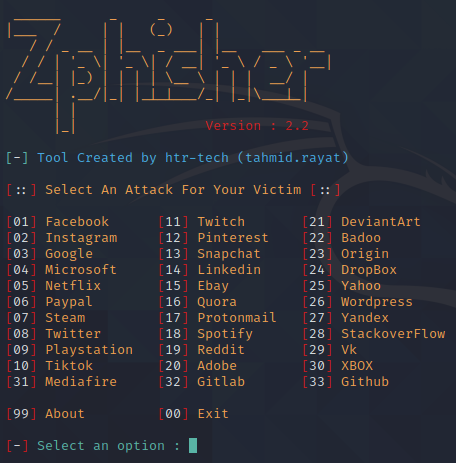 Zphisher
Version : 2.2
[-] Tool Created by htr-tech (tahmid.rayat)
[::] Select An Attack For Your Victim [::]
[01] Facebook [11] Twitch [21] DeviantArt
[02] Instagram [12] Pinterest [22] Badoo
[03] Google [13] Snapchat [23] Origin
[04] Microsoft [14] Linkedin [24] DropBox
[05] Netflix [15] Ebay [25] Yahoo
[06] Paypal [16] Quora [26] Wordpress
[07] Steam [17] Protonmail [27] Yandex
[08] Twitter [18] Spotify [28] StackoverFlow
[09] Playstation [19] Reddit [29] Vk
[10] Tiktok [20] Adobe [30] XBOX
[31] Mediafire [32] Gitlab [33] Github
[99] About [00] Exit
[-] Select an option :